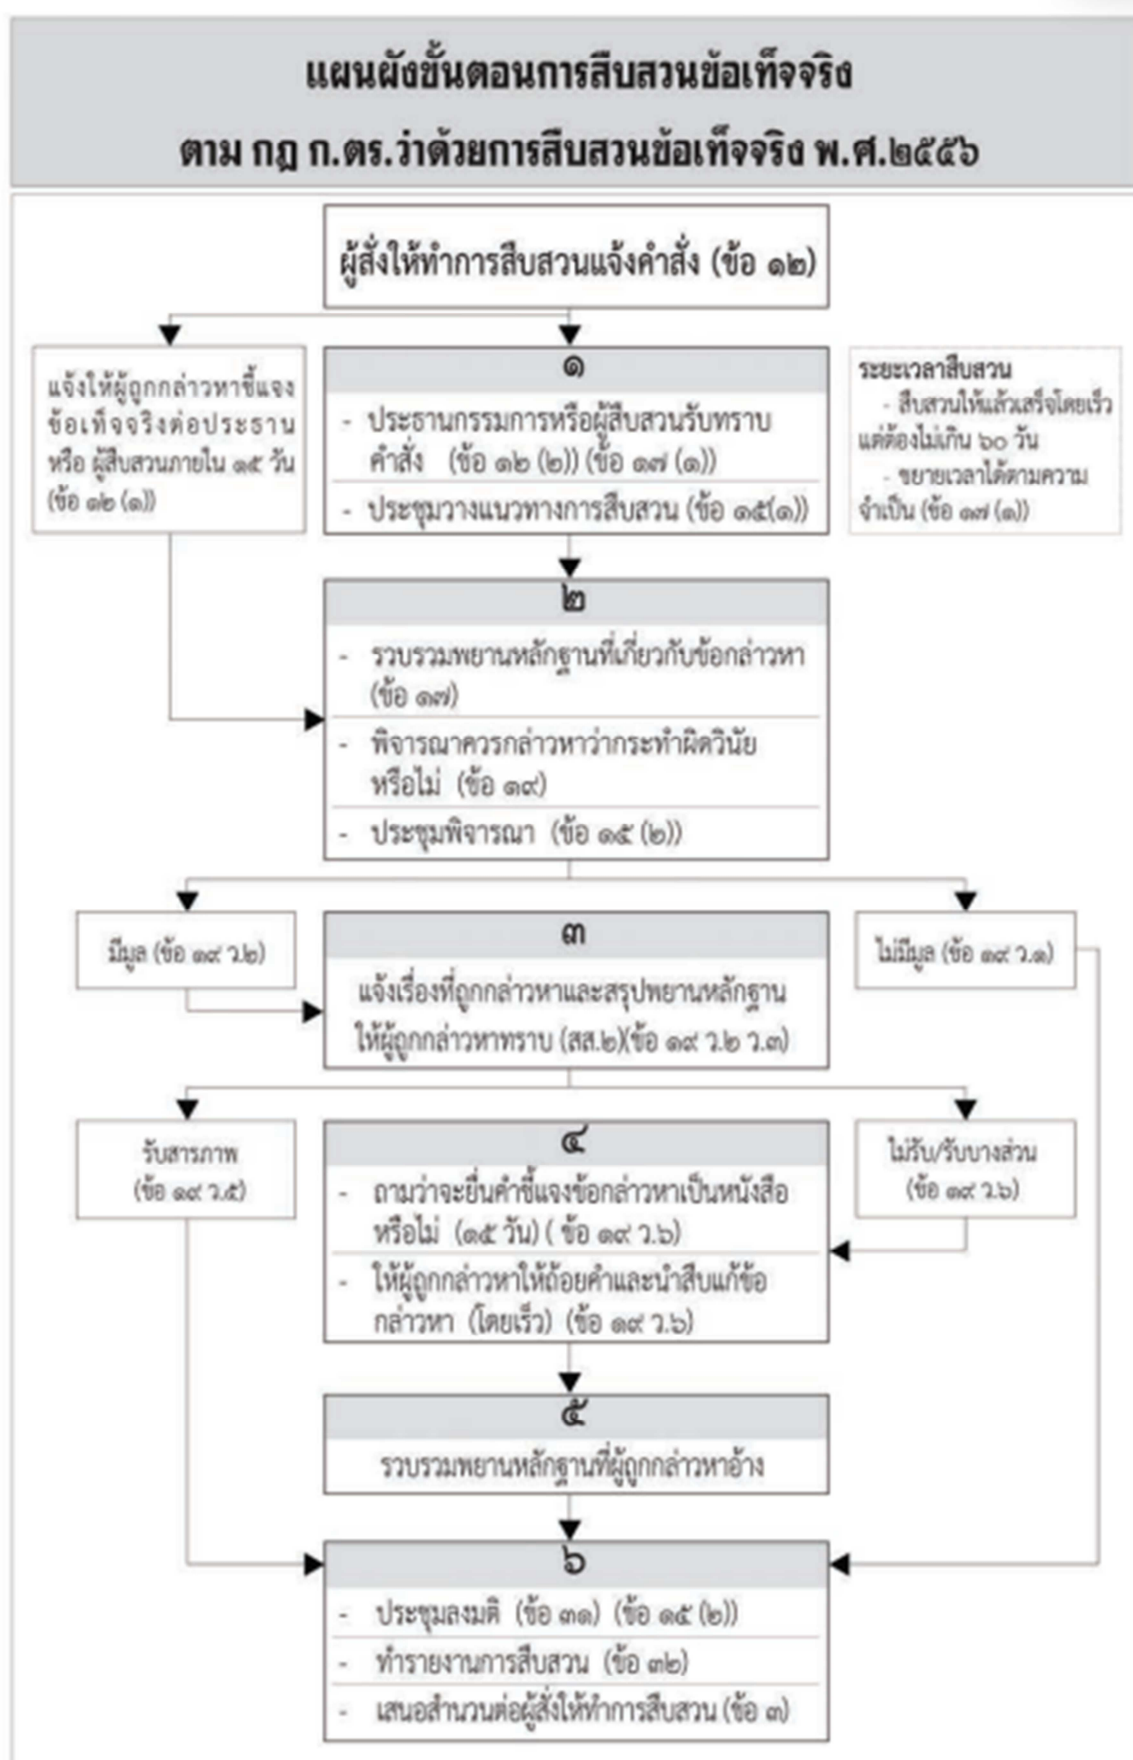 แผนผังขั้นตอนการสืบสวนข้อเท็จจริง
ตาม กฎ ก.ตร.ว่าด้วยการสืบสวนข้อเท็จจริง พ.ศ.๒๕๕๖
ผู้สั่งให้ทำการสืบสวนแจ้งคำสั่ง (ข้อ ๑๒)
แจ้งให้ผู้ถูกกล่าวหาชี้แจง
ข้อเท็จจริงต่อประธาน
หรือ ผู้สืบสวนภายใน ๑๕ วัน
(ข้อ ๑๒ (๑))
๑
- ประธานกรรมการหรือผู้สืบสวนรับทราบ
คำสั่ง (ข้อ ๑๒ (๒)) (ข้อ ๑๗ (๑))
- ประชุมวางแนวทางการสืบสวน (ข้อ ๑๕(๑))
ระยะเวลาสืบสวน
- สืบสวนให้แล้วเสร็จโดยเร็ว
แต่ต้องไม่เกิน ๖๐ วัน
- ขยายเวลาได้ตามความ
จำเป็น (ข้อ ๑๗ (๑))
๒
- รวบรวมพยานหลักฐานที่เกี่ยวกับข้อกล่าวหา
(ข้อ ๑๗)
- พิจารณาควรกล่าวหาว่ากระทำผิดวินัย
หรือไม่ (ข้อ ๑๙)
- ประชุมพิจารณา (ข้อ ๑๕ (๒))
มีมูล (ข้อ ๑๙ ว.๒)
๓
แจ้งเรื่องที่ถูกกล่าวหาและสรุปพยานหลักฐาน
ให้ผู้ถูกกล่าวหาทราบ (สส.๒)(ข้อ ๑๙ ว.๒ ว.๓)
ไม่มีมูล (ข้อ ๑๙ ว.๑)
รับสารภาพ
(ข้อ ๑๙ ว.๕)
๔
- ถามว่าจะยื่นคำชี้แจงข้อกล่าวหาเป็นหนังสือ
หรือไม่ (๑๕ วัน) ( ข้อ ๑๙ ว.๖)
- ให้ผู้ถูกกล่าวหาให้ถ้อยคำและนำสืบแก้ข้อ
กล่าวหา (โดยเร็ว) (ข้อ ๑๙ ว.๖)
ไม่รับ/รับบางส่วน
(ข้อ ๑๙ ว.๖)
๕
รวบรวมพยานหลักฐานที่ผู้ถูกกล่าวหาอ้าง
๖
- ประชุมลงมติ (ข้อ ๓๑) (ข้อ ๑๕ (๒))
- ทำรายงานการสืบสวน (ข้อ ๓๒)
- เสนอสำนวนต่อผู้สั่งให้ทำการสืบสวน (ข้อ ๓)